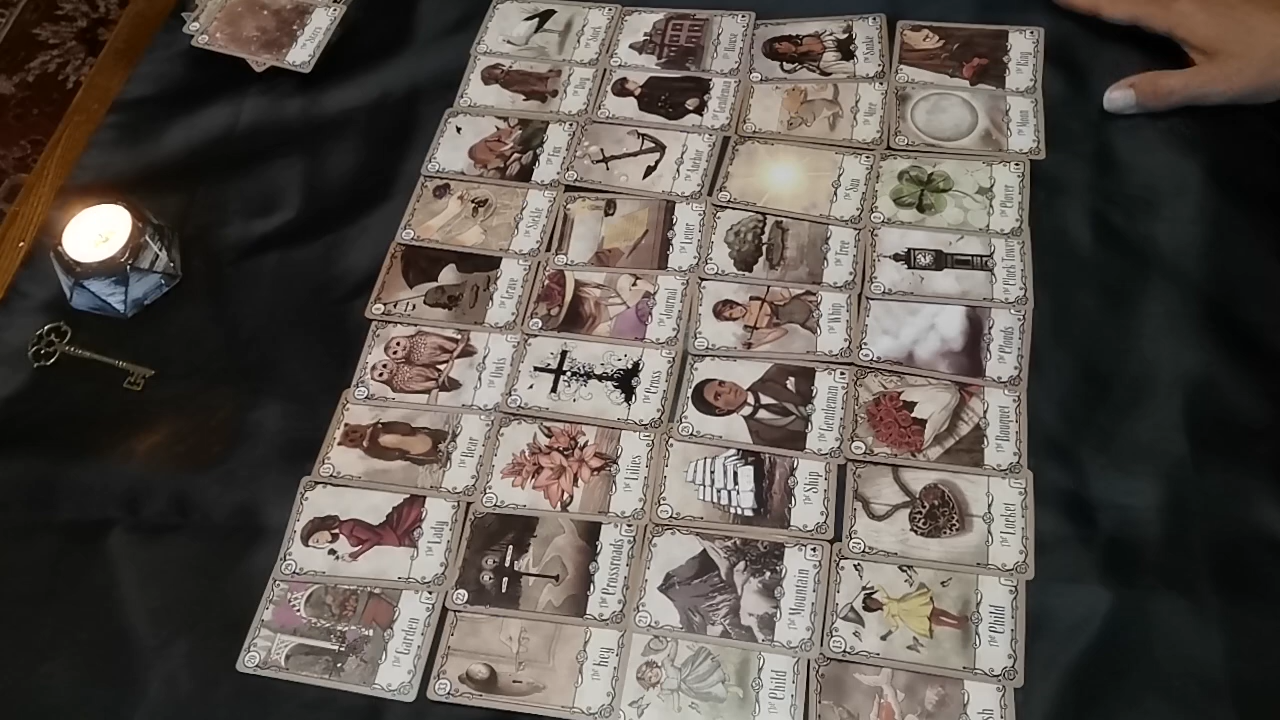 The Stars
The Stork
The House
The Snake
The Ring
The Dog
The Gentleman
The Mice
The Moon
The Fox
The Anchor
The Sun
The Clover
The Sickle
The Letter
The Tree
The Clock Tower
The Grave
The Journal
The Whip
The Clouds
The Owls
The Cross
The Gentleman
The Bouquet
The Bear
The Lilies
The Ship
The Locket
The Lady
The Crossroads
The Mountain
The Child
The Garden
The Key
The Child
sh